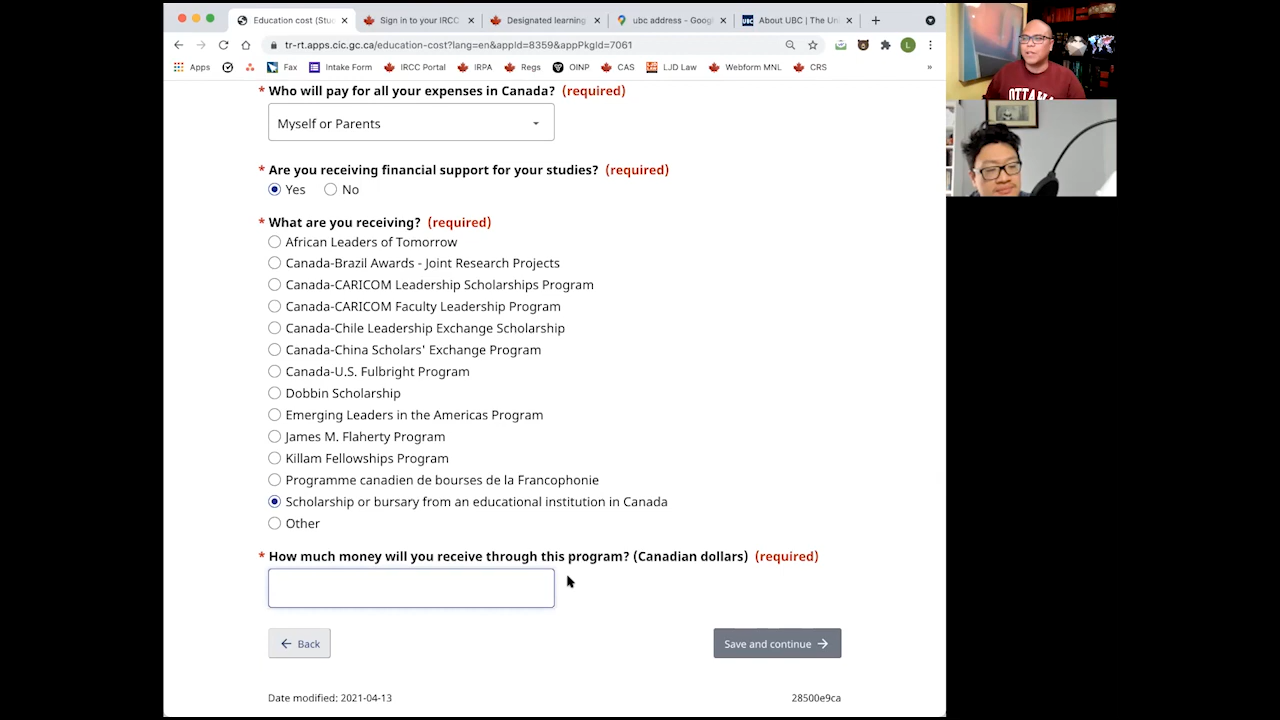 Education cost (Stu
Sign in to your IRCC
Designated learning
ubc address - Goog
UBC
About UBC | The Un
tr-rt.apps.cic.gc.ca/education-cost?lang=en&appId=8359&appPkgId=7061
L
Apps
Fax
Intake Form
IRCC Portal
IRPA
Regs
OINP
CAS
LJD Law
Webform MNL
CRS
»
OTTAWA
* Who will pay for all your expenses in Canada? (required)
Myself or Parents
* Are you receiving financial support for your studies? (required)
Yes No
* What are you receiving? (required)
African Leaders of Tomorrow
Canada-Brazil Awards - Joint Research Projects
Canada-CARICOM Leadership Scholarships Program
Canada-CARICOM Faculty Leadership Program
Canada-Chile Leadership Exchange Scholarship
Canada-China Scholars' Exchange Program
Canada-U.S. Fulbright Program
Dobbin Scholarship
Emerging Leaders in the Americas Program
James M. Flaherty Program
Killam Fellowships Program
Programme canadien de bourses de la Francophonie
Scholarship or bursary from an educational institution in Canada
Other
* How much money will you receive through this program? (Canadian dollars) (required)
Back
Save and continue
Date modified: 2021-04-13
28500e9ca